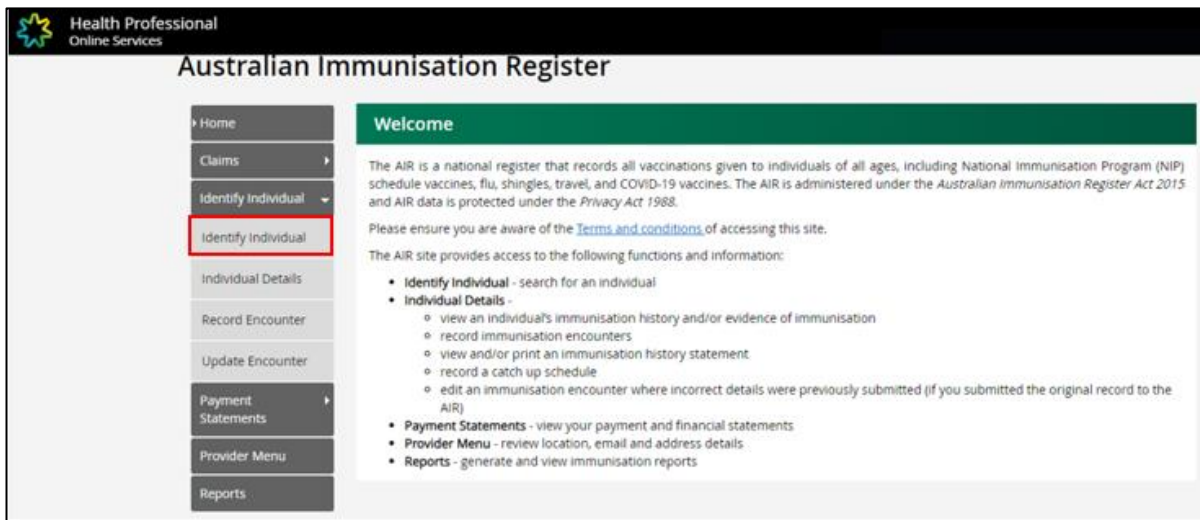 Health Professional
Online Services
Australian Immunisation Register
Home
Claims
Identify Individual
Identify Individual
Individual Details
Record Encounter
Update Encounter
Payment
Statements
Provider Menu
Reports
Welcome
The AIR is a national register that records all vaccinations given to individuals of all ages, including National Immunisation Program (NIP)
schedule vaccines, flu, shingles, travel, and COVID-19 vaccines. The AIR is administered under the Australian Immunisation Register Act 2015
and AIR data is protected under the Privacy Act 1988.
Please ensure you are aware of the Terms and conditions of accessing this site.
The AIR site provides access to the following functions and information:
• Identify Individual - search for an individual
• Individual Details -
◦ view an individual's immunisation history and/or evidence of immunisation
◦ record immunisation encounters
◦ view and/or print an immunisation history statement
◦ record a catch up schedule
◦ edit an immunisation encounter where incorrect details were previously submitted (if you submitted the original record to the
AIR)
• Payment Statements - view your payment and financial statements
• Provider Menu - review location, email and address details
• Reports - generate and view immunisation reports